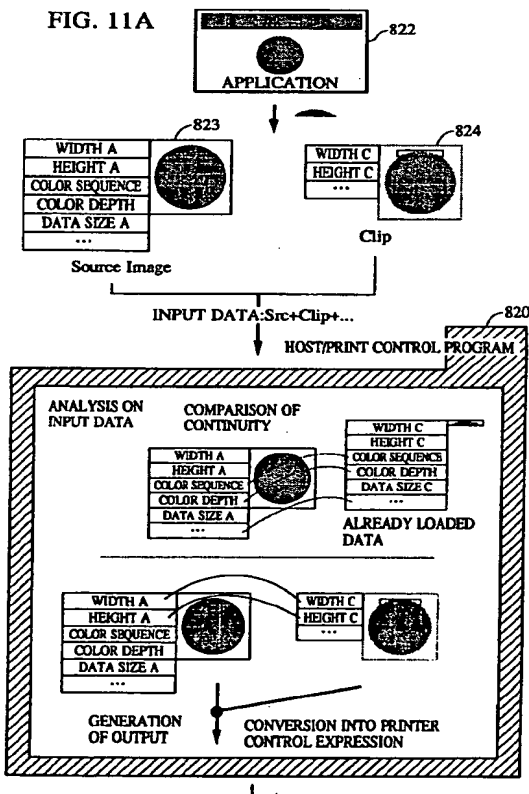 FIG. 11A
822
APPLICATION
823
WIDTH A
HEIGHT A
COLOR SEQUENCE
COLOR DEPTH
DATA SIZE A
...
Source Image
824
WIDTH C
HEIGHT C
...
Clip
INPUT DATA:Src+Clip+...
820
HOST/PRINT CONTROL PROGRAM
ANALYSIS ON
INPUT DATA
COMPARISON OF
CONTINUITY
WIDTH A
HEIGHT A
COLOR SEQUENCE
COLOR DEPTH
DATA SIZE A
...
WIDTH C
HEIGHT C
COLOR SEQUENCE
COLOR DEPTH
DATA SIZE C
...
ALREADY LOADED
DATA
WIDTH A
HEIGHT A
COLOR SEQUENCE
COLOR DEPTH
DATA SIZE A
...
WIDTH C
HEIGHT C
...
GENERATION
OF OUTPUT
CONVERSION INTO PRINTER
CONTROL EXPRESSION